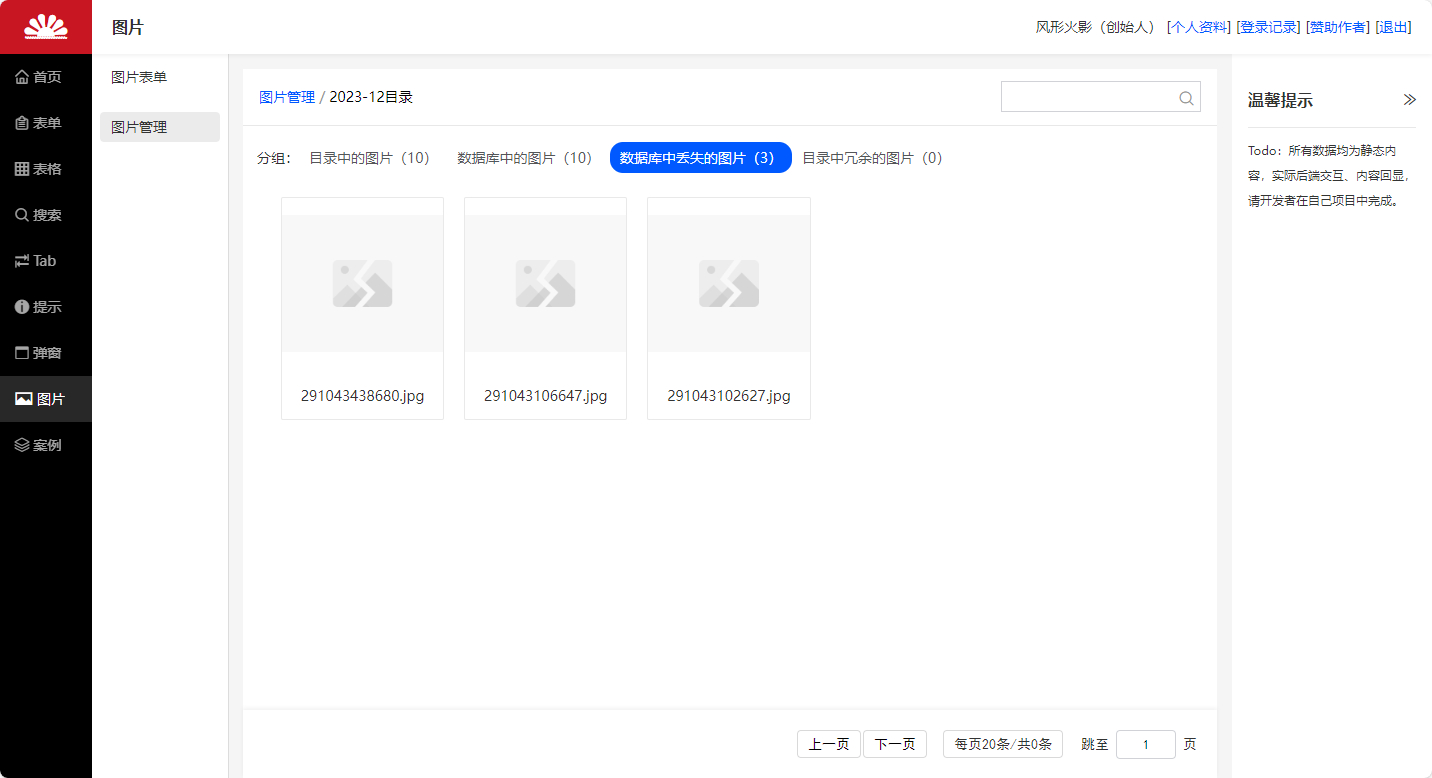 图片
风形火影（创始人） [个人资料] [登录记录] [赞助作者] [退出]
首页
表单
表格
搜索
Tab
提示
弹窗
图片
案例
图片表单
图片管理
图片管理 / 2023-12目录
分组： 目录中的图片（10） 数据库中的图片（10） 数据库中丢失的图片（3） 目录中冗余的图片（0）
291043438680.jpg
291043106647.jpg
291043102627.jpg
上一页 下一页 每页20条/共0条 跳至 1 页
温馨提示
Todo：所有数据均为静态内
容，实际后端交互、内容回显，
请开发者在自己项目中完成。